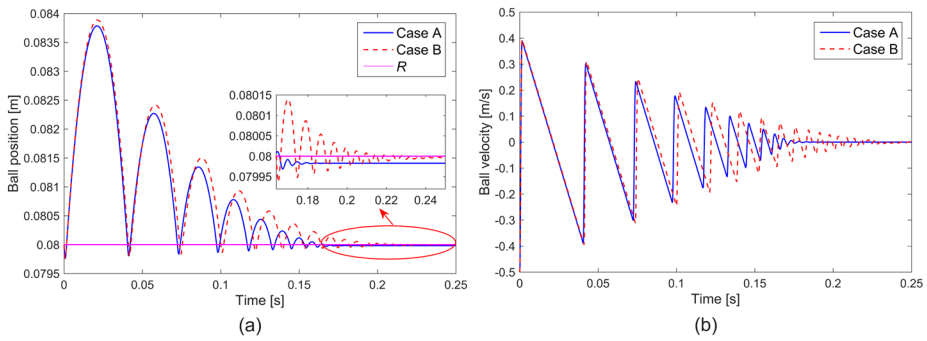 Ball position [m]
0.084
0.0835
0.083
0.0825
0.082
0.0815
0.081
0.0805
0.08
0.0795
0 0.05 0.1 0.15 0.2 0.25
Time [s]
Case A
Case B
R
0.08015
0.0801
0.08005
0.08
0.07995
0.18 0.20 0.22 0.24
(a)
Ball velocity [m/s]
0.5
0.4
0.3
0.2
0.1
0
-0.1
-0.2
-0.3
-0.4
-0.5
0 0.05 0.1 0.15 0.2 0.25
Time [s]
Case A
Case B
(b)